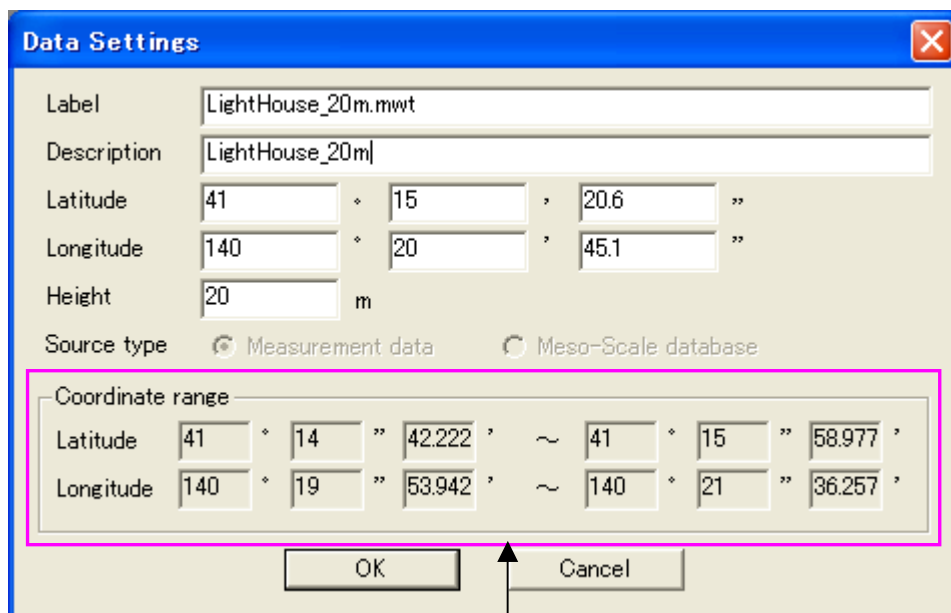 Data Settings
Label LightHouse_20m.mwt
Description LightHouse_20m
Latitude 41 ° 15 ’ 20.6 ”
Longitude 140 ° 20 ’ 45.1 ”
Height 20 m
Source type Measurement data Meso-Scale database
Coordinate range
Latitude 41 ° 14 ” 42.222 ’ ～ 41 ° 15 ” 58.977 ’
Longitude 140 ° 19 ” 53.942 ’ ～ 140 ° 21 ” 36.257 ’
OK Cancel